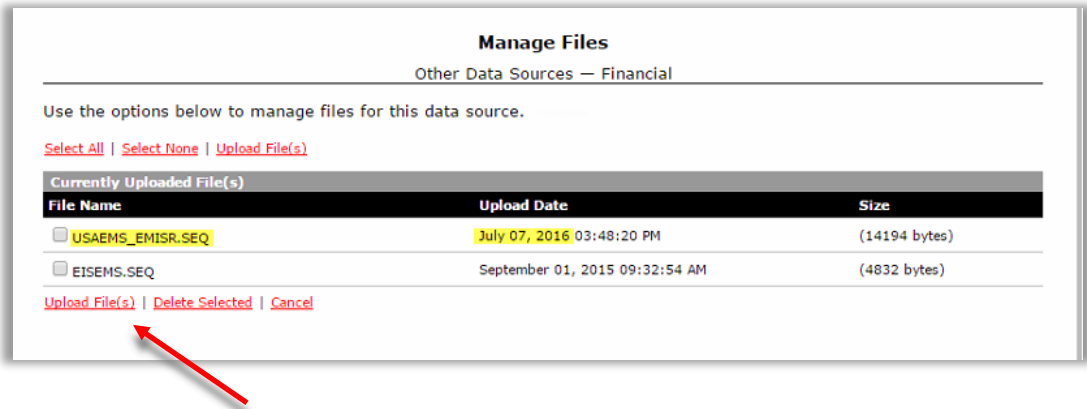 Manage Files
Other Data Sources — Financial
Use the options below to manage files for this data source.
Select All | Select None | Upload File(s)
Currently Uploaded File(s)
File Name Upload Date Size
USAEMS_EMISR.SEQ July 07, 2016 03:48:20 PM (14194 bytes)
EISEMS.SEQ September 01, 2015 09:32:54 AM (4832 bytes)
Upload File(s) | Delete Selected | Cancel